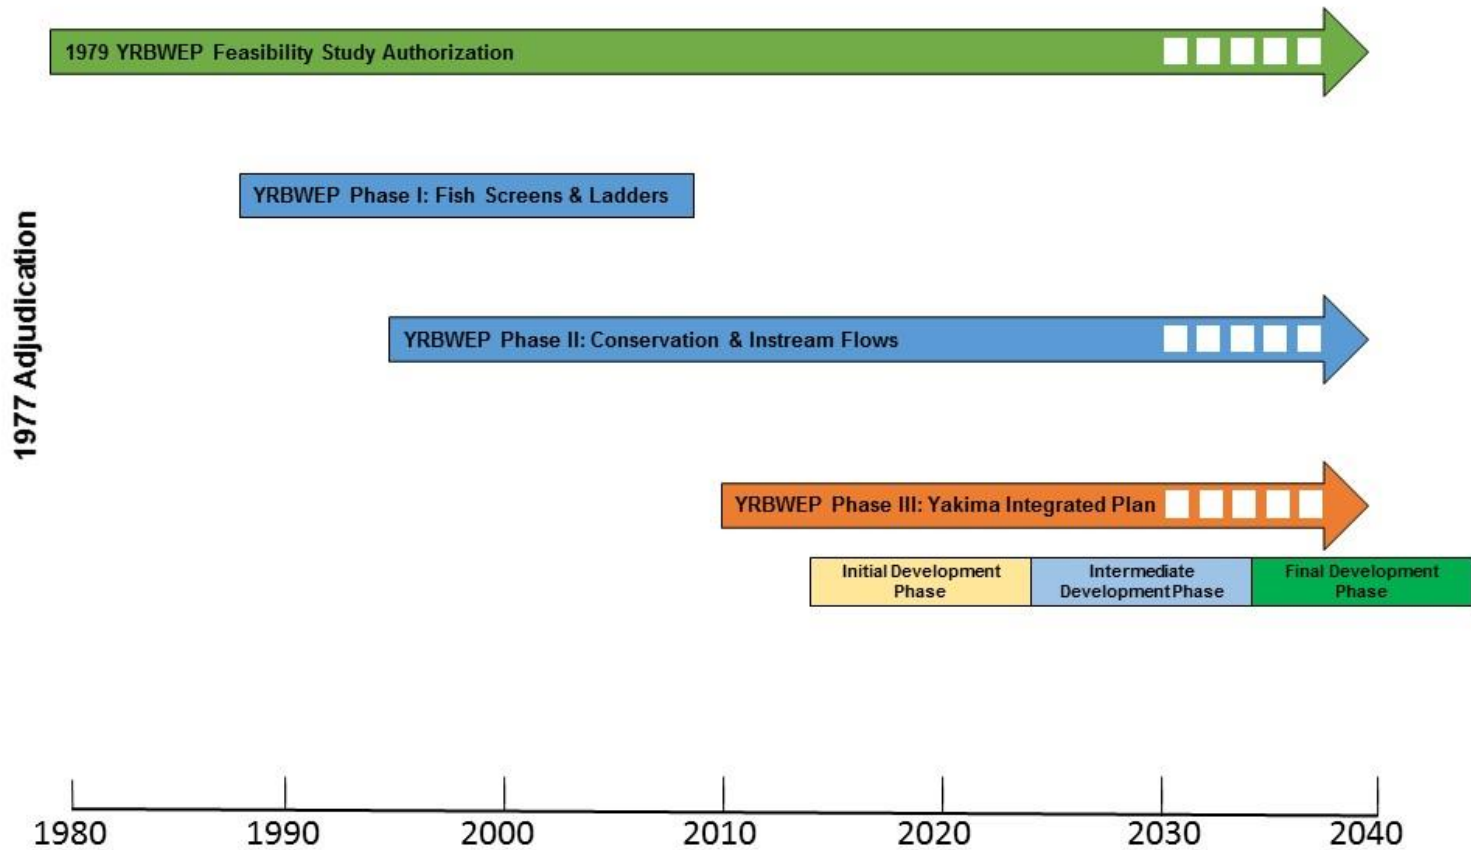 1979 YRBWEP Feasibility Study Authorization
YRBWEP Phase I: Fish Screens & Ladders
1977 Adjudication
YRBWEP Phase II: Conservation & Instream Flows
YRBWEP Phase III: Yakima Integrated Plan
Initial Development
Phase
Intermediate
Development Phase
Final Development
Phase
1980 1990 2000 2010 2020 2030 2040